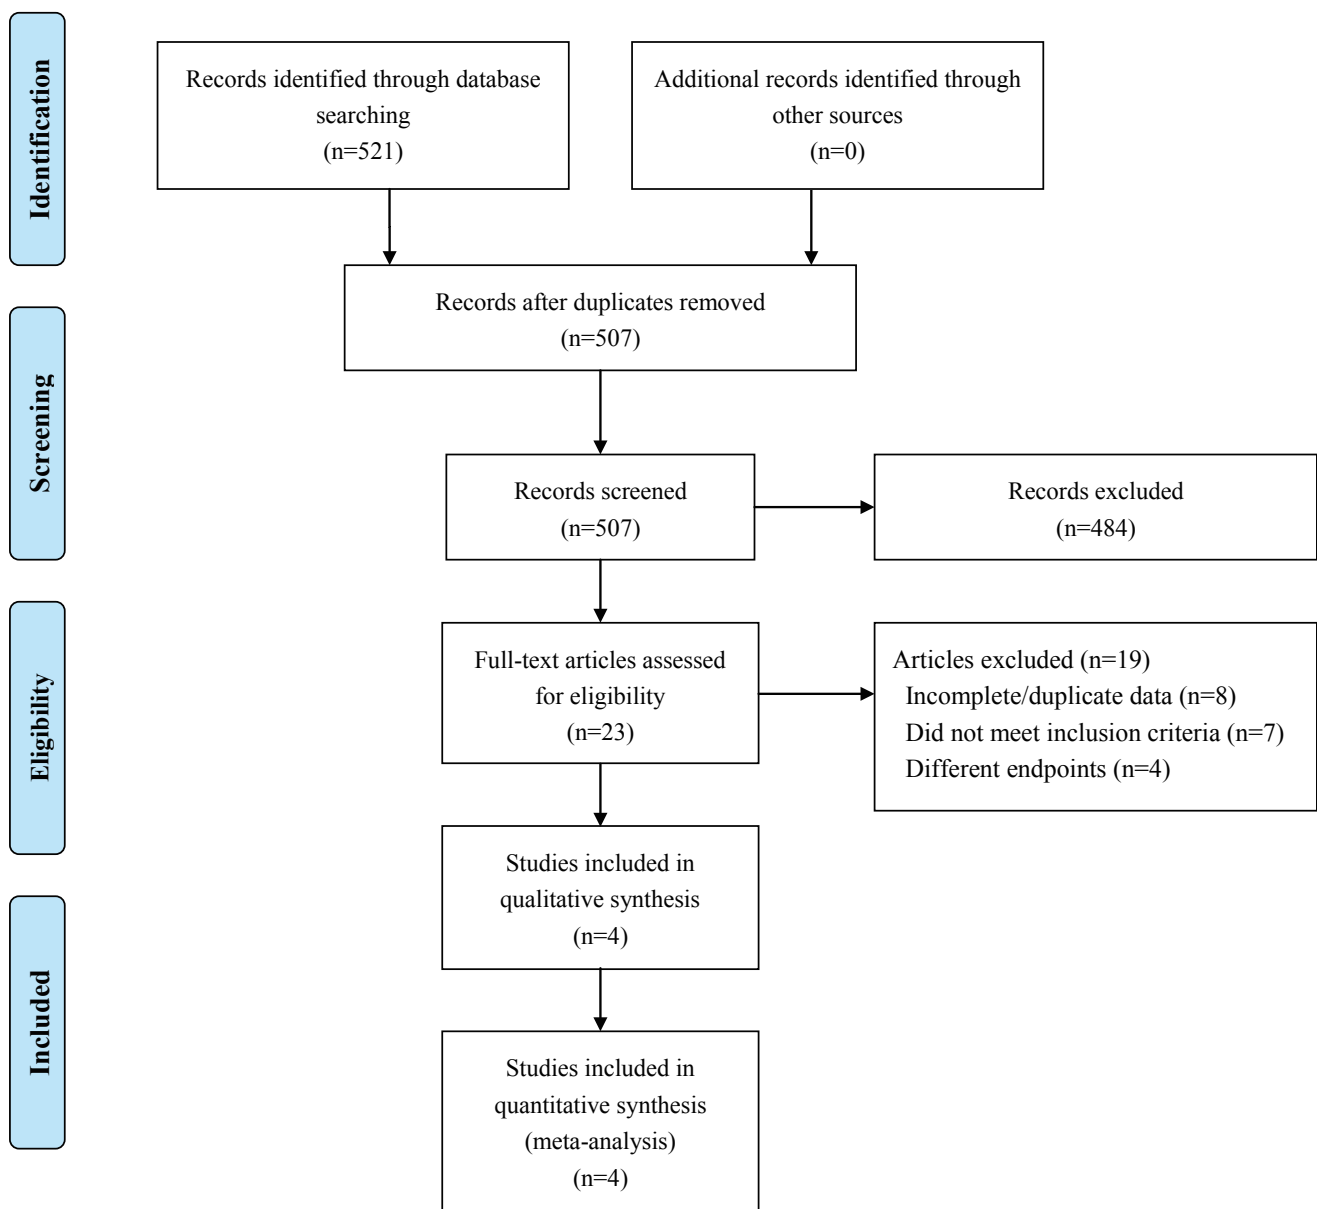 Identification
Records identified through database
searching
(n=521)
Additional records identified through
other sources
(n=0)
Records after duplicates removed
(n=507)
Screening
Records screened
(n=507)
Records excluded
(n=484)
Eligibility
Full-text articles assessed
for eligibility
(n=23)
Articles excluded (n=19)
Incomplete/duplicate data (n=8)
Did not meet inclusion criteria (n=7)
Different endpoints (n=4)
Studies included in
qualitative synthesis
(n=4)
Included
Studies included in
quantitative synthesis
(meta-analysis)
(n=4)